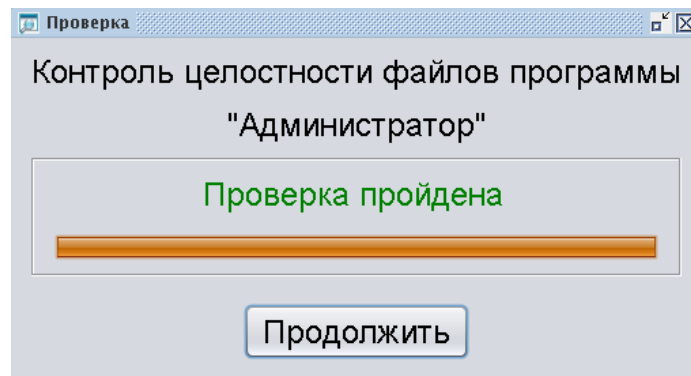 Проверка
Контроль целостности файлов программы
"Администратор"
Проверка пройдена
Продолжить